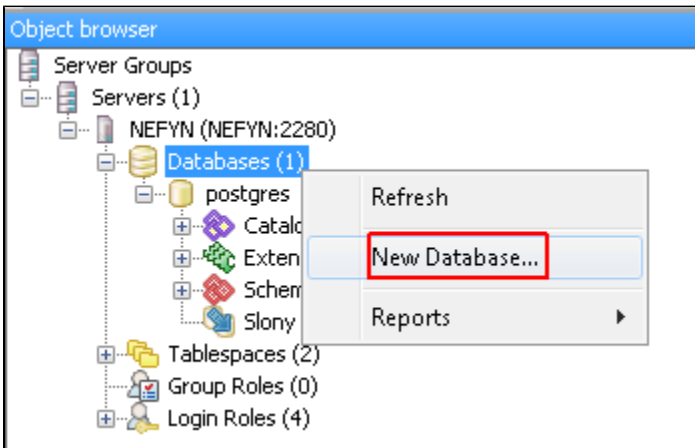 Object browser
Server Groups
Servers (1)
NEFYN (NEFYN:2280)
Databases (1)
postgres
Refresh
Catalo
New Database...
Exten
Schem
Reports
Slony
Tablespaces (2)
Group Roles (0)
Login Roles (4)